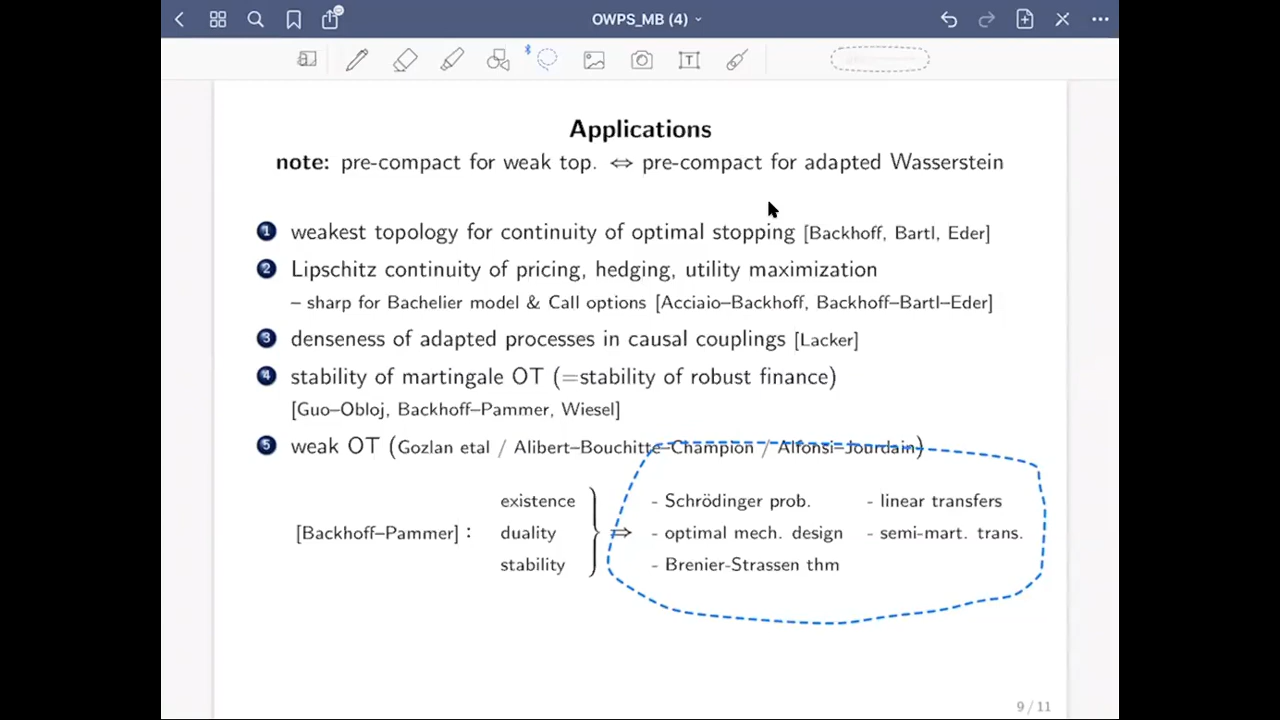 OWPS_MB (4)
Applications
note: pre-compact for weak top. ⇔ pre-compact for adapted Wasserstein
1 weakest topology for continuity of optimal stopping [Backhoff, Bartl, Eder]
2 Lipschitz continuity of pricing, hedging, utility maximization
– sharp for Bachelier model & Call options [Acciaio–Backhoff, Backhoff–Bartl–Eder]
3 denseness of adapted processes in causal couplings [Lacker]
4 stability of martingale OT (=stability of robust finance)
[Guo–Obloj, Backhoff–Pammer, Wiesel]
5 weak OT (Gozlan etal / Alibert–Bouchitte–Champion / Alfonsi–Jourdain)
existence - Schrödinger prob. - linear transfers
[Backhoff–Pammer] : duality ⇒ - optimal mech. design - semi-mart. trans.
stability - Brenier-Strassen thm
9 / 11